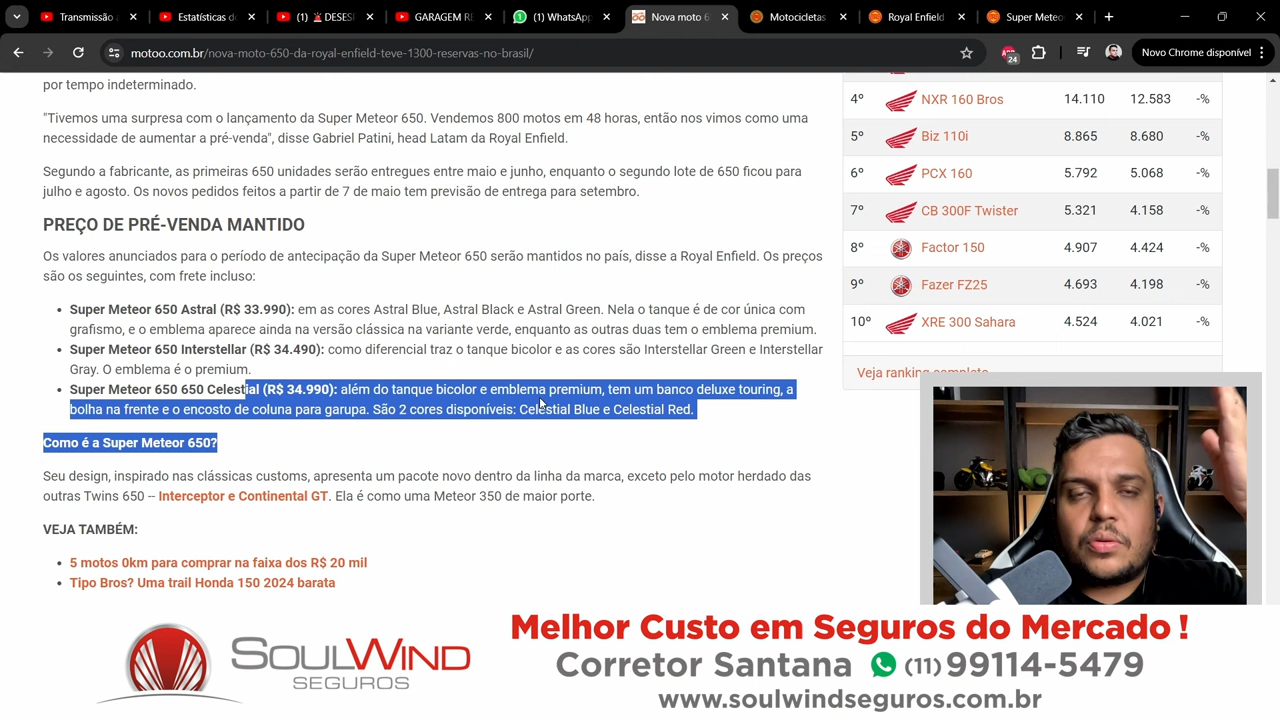 Transmissão a
Estatísticas do
(1) 🚨 DESES
GARAGEM RE
(1) WhatsApp
Nova moto 6
Motocicletas
Royal Enfield
Super Meteo
motoo.com.br/nova-moto-650-da-royal-enfield-teve-1300-reservas-no-brasil/
24
Novo Chrome disponível
por tempo indeterminado.
"Tivemos uma surpresa com o lançamento da Super Meteor 650. Vendemos 800 motos em 48 horas, então nos vimos como uma
necessidade de aumentar a pré-venda", disse Gabriel Patini, head Latam da Royal Enfield.
Segundo a fabricante, as primeiras 650 unidades serão entregues entre maio e junho, enquanto o segundo lote de 650 ficou para
julho e agosto. Os novos pedidos feitos a partir de 7 de maio tem previsão de entrega para setembro.
PREÇO DE PRÉ-VENDA MANTIDO
Os valores anunciados para o período de antecipação da Super Meteor 650 serão mantidos no país, disse a Royal Enfield. Os preços
são os seguintes, com frete incluso:
• Super Meteor 650 Astral (R$ 33.990): em as cores Astral Blue, Astral Black e Astral Green. Nela o tanque é de cor única com
grafismo, e o emblema aparece ainda na versão clássica na variante verde, enquanto as outras duas tem o emblema premium.
• Super Meteor 650 Interstellar (R$ 34.490): como diferencial traz o tanque bicolor e as cores são Interstellar Green e Interstellar
Gray. O emblema é o premium.
• Super Meteor 650 650 Celestial (R$ 34.990): além do tanque bicolor e emblema premium, tem um banco deluxe touring, a
bolha na frente e o encosto de coluna para garupa. São 2 cores disponíveis: Celestial Blue e Celestial Red.
Como é a Super Meteor 650?
Seu design, inspirado nas clássicas customs, apresenta um pacote novo dentro da linha da marca, exceto pelo motor herdado das
outras Twins 650 -- Interceptor e Continental GT. Ela é como uma Meteor 350 de maior porte.
VEJA TAMBÉM:
• 5 motos 0km para comprar na faixa dos R$ 20 mil
• Tipo Bros? Uma trail Honda 150 2024 barata
4º NXR 160 Bros 14.110 12.583 -%
5º Biz 110i 8.865 8.680 -%
6º PCX 160 5.792 5.068 -%
7º CB 300F Twister 5.321 4.158 -%
8º Factor 150 4.907 4.424 -%
9º Fazer FZ25 4.693 4.198 -%
10º XRE 300 Sahara 4.524 4.021 -%
Veja ranking completo
SOULWIND
SEGUROS
Melhor Custo em Seguros do Mercado !
Corretor Santana (11) 99114-5479
www.soulwindseguros.com.br